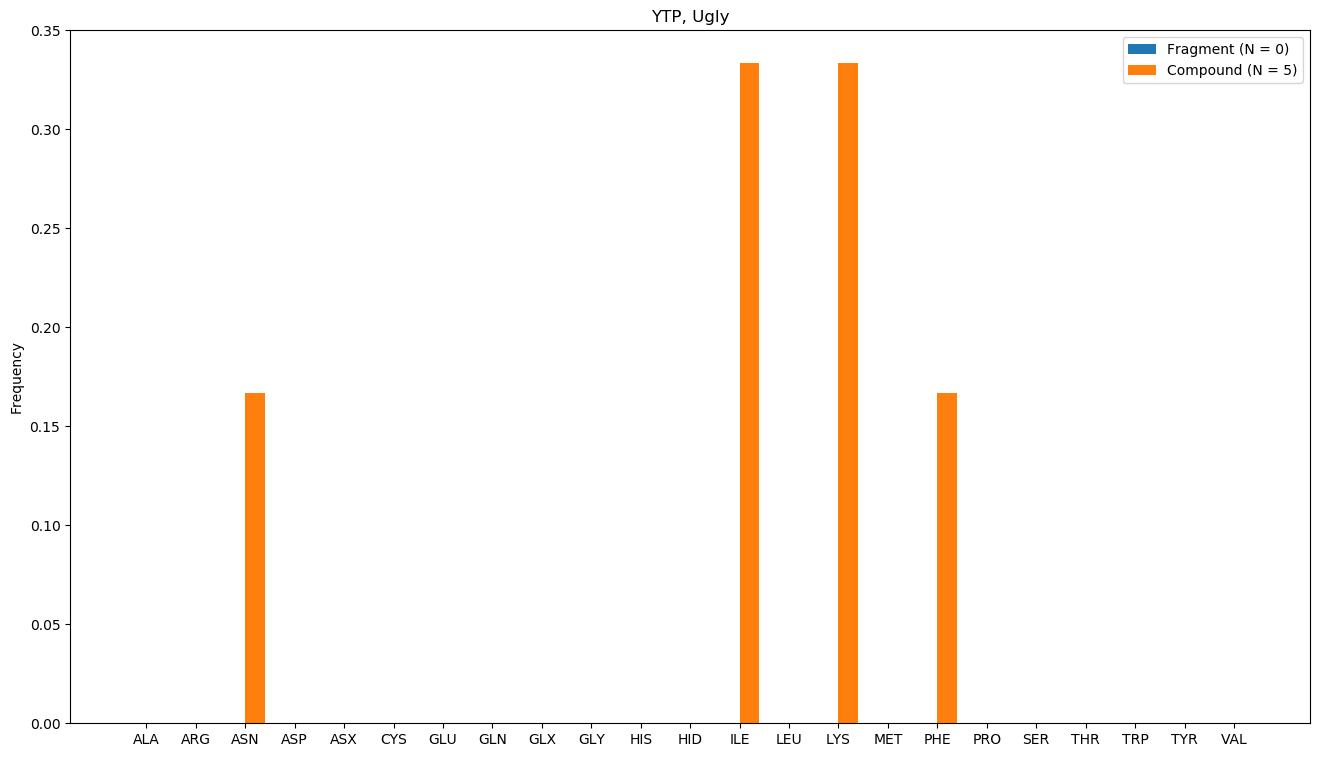 YTP, Ugly
Fragment (N = 0)
Compound (N = 5)
Frequency
0.35
0.30
0.25
0.20
0.15
0.10
0.05
0.00
ALA ARG ASN ASP ASX CYS GLU GLN GLX GLY HIS HID ILE LEU LYS MET PHE PRO SER THR TRP TYR VAL